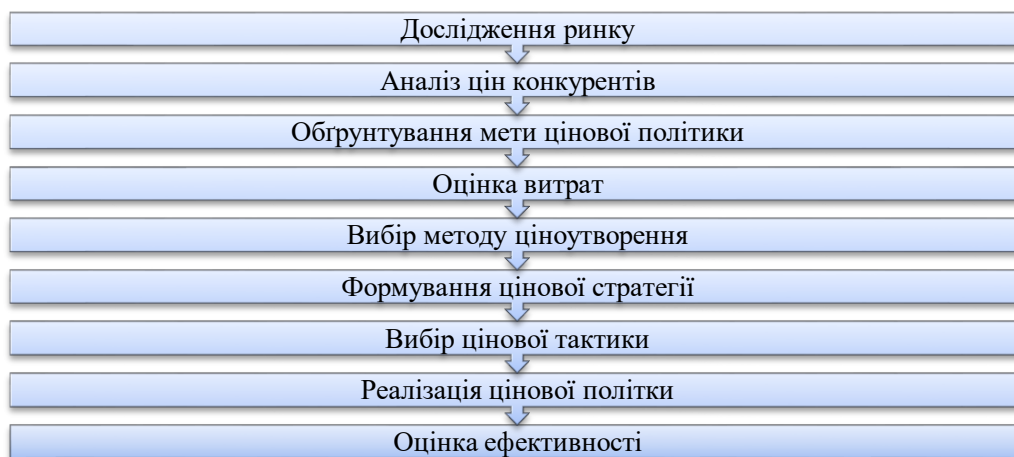 Дослідження ринку
Аналіз цін конкурентів
Обґрунтування мети цінової політики
Оцінка витрат
Вибір методу ціноутворення
Формування цінової стратегії
Вибір цінової тактики
Реалізація цінової політки
Оцінка ефективності